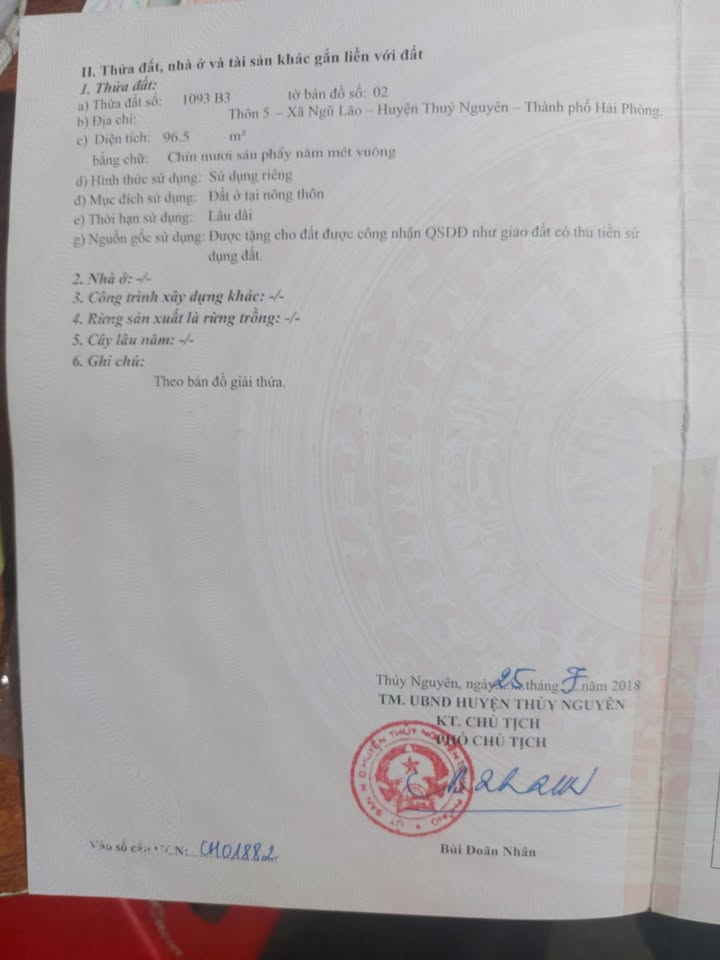 II. Thửa đất, nhà ở và tài sản khác gắn liền với đất
1. Thửa đất:
a) Thửa đất số: 1093 B3 tờ bản đồ số: 02
b) Địa chỉ: Thôn 5 – Xã Ngũ Lão – Huyện Thuỷ Nguyên – Thành phố Hải Phòng.
c) Diện tích: 96.5 m²
bằng chữ: Chín mươi sáu phẩy năm mét vuông
d) Hình thức sử dụng: Sử dụng riêng
đ) Mục đích sử dụng: Đất ở tại nông thôn
e) Thời hạn sử dụng: Lâu dài
g) Nguồn gốc sử dụng: Được tặng cho đất được công nhận QSDĐ như giao đất có thu tiền sử
dụng đất.
2. Nhà ở: -/-
3. Công trình xây dựng khác: -/-
4. Rừng sản xuất là rừng trồng: -/-
5. Cây lâu năm: -/-
6. Ghi chú:
Theo bản đồ giải thửa.
Thủy Nguyên, ngày 25 tháng 7 năm 2018
TM. UBND HUYỆN THỦY NGUYÊN
KT. CHỦ TỊCH
PHÓ CHỦ TỊCH
Vào số cấp GCN: CH01882
Bùi Doãn Nhân